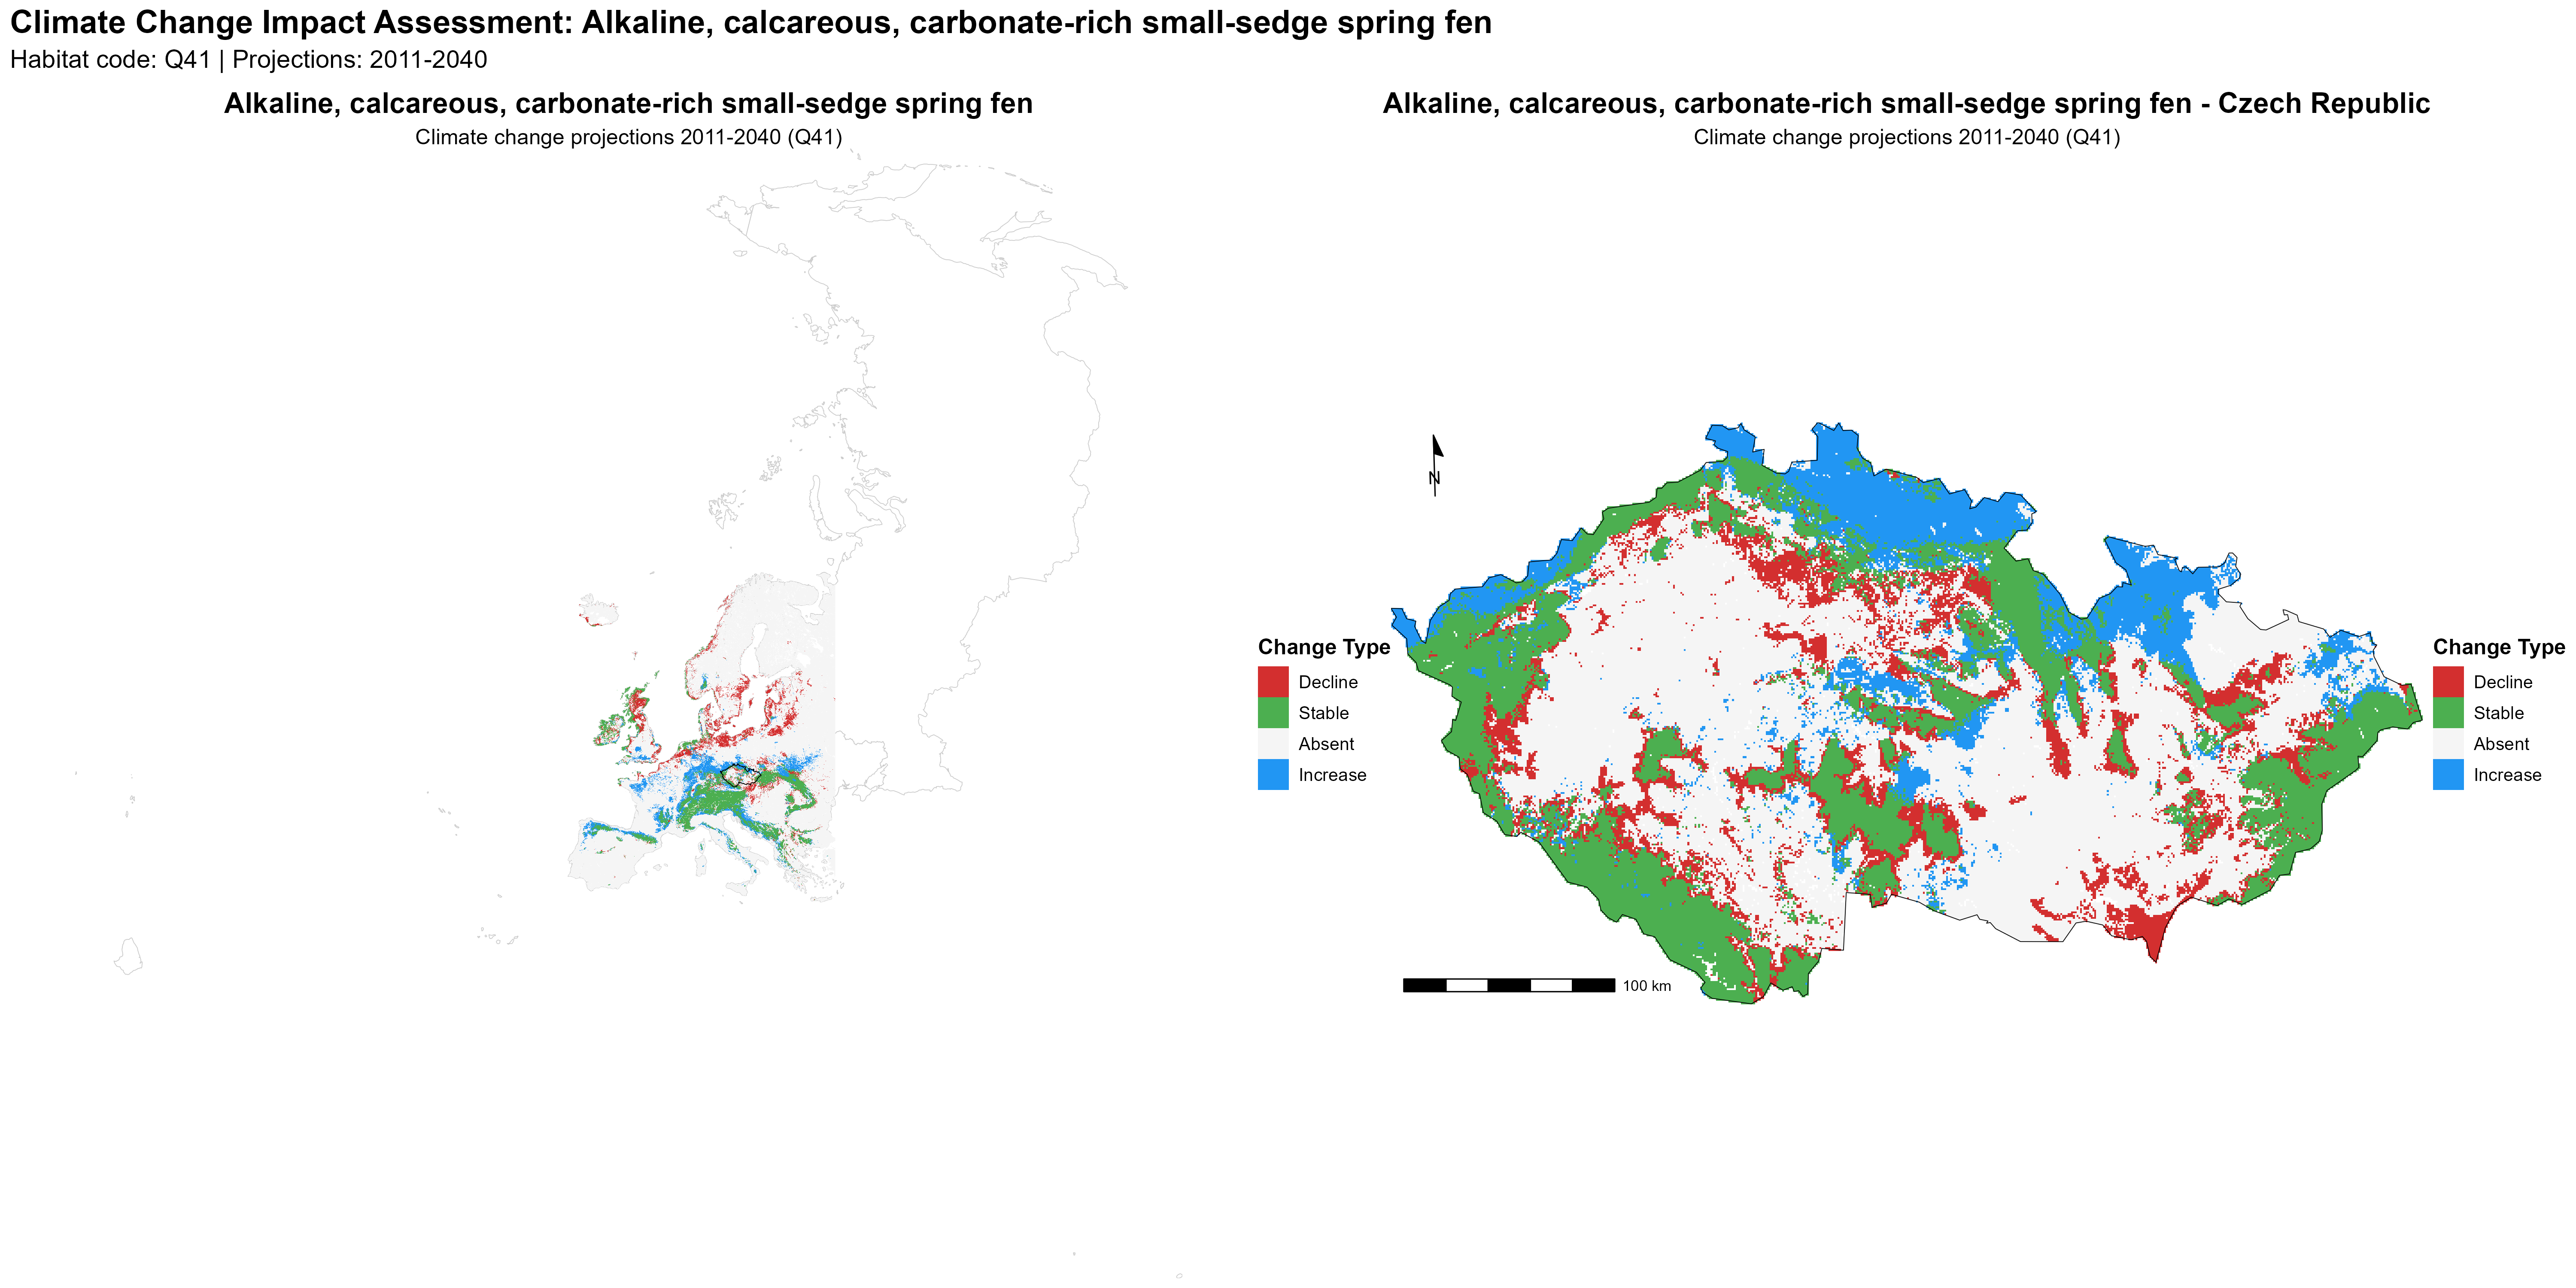 Climate Change Impact Assessment: Alkaline, calcareous, carbonate-rich small-sedge spring fen
Habitat code: Q41 | Projections: 2011-2040
Alkaline, calcareous, carbonate-rich small-sedge spring fen
Climate change projections 2011-2040 (Q41)
Change Type
Decline
Stable
Absent
Increase
Alkaline, calcareous, carbonate-rich small-sedge spring fen - Czech Republic
Climate change projections 2011-2040 (Q41)
N
100 km
Change Type
Decline
Stable
Absent
Increase